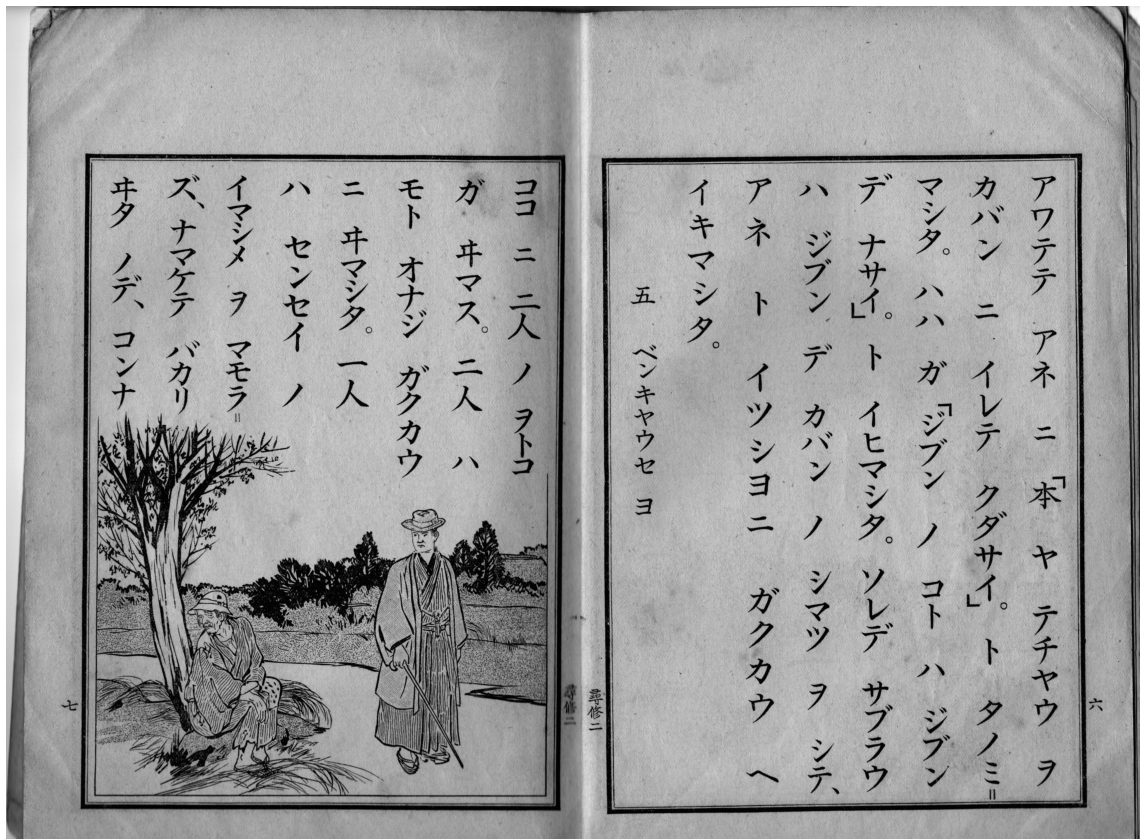 アワテテ アネ ニ「本 ヤ テチヤウ ヲ
カバン ニ イレテ クダサイ。」ト タノミ＝
マシタ。ハハ ガ「ジブン ノ コト ハ ジブン
デ ナサイ。」ト イヒマシタ。ソレデ サブラウ
ハ ジブン デ カバン ノ シマツ ヲ シテ、
アネ ト イツシヨニ ガクカウ ヘ
イキマシタ。
五 ベンキヤウセヨ
六
尋修二
ココ ニ 二人 ノ ヲトコ
ガ ヰマス。二人 ハ
モト オナジ ガクカウ
ニ ヰマシタ。一人
ハ センセイ ノ
イマシメ ヲ マモラ＝
ズ、ナマケテ バカリ
ヰタ ノデ、コンナ
尋修二
七